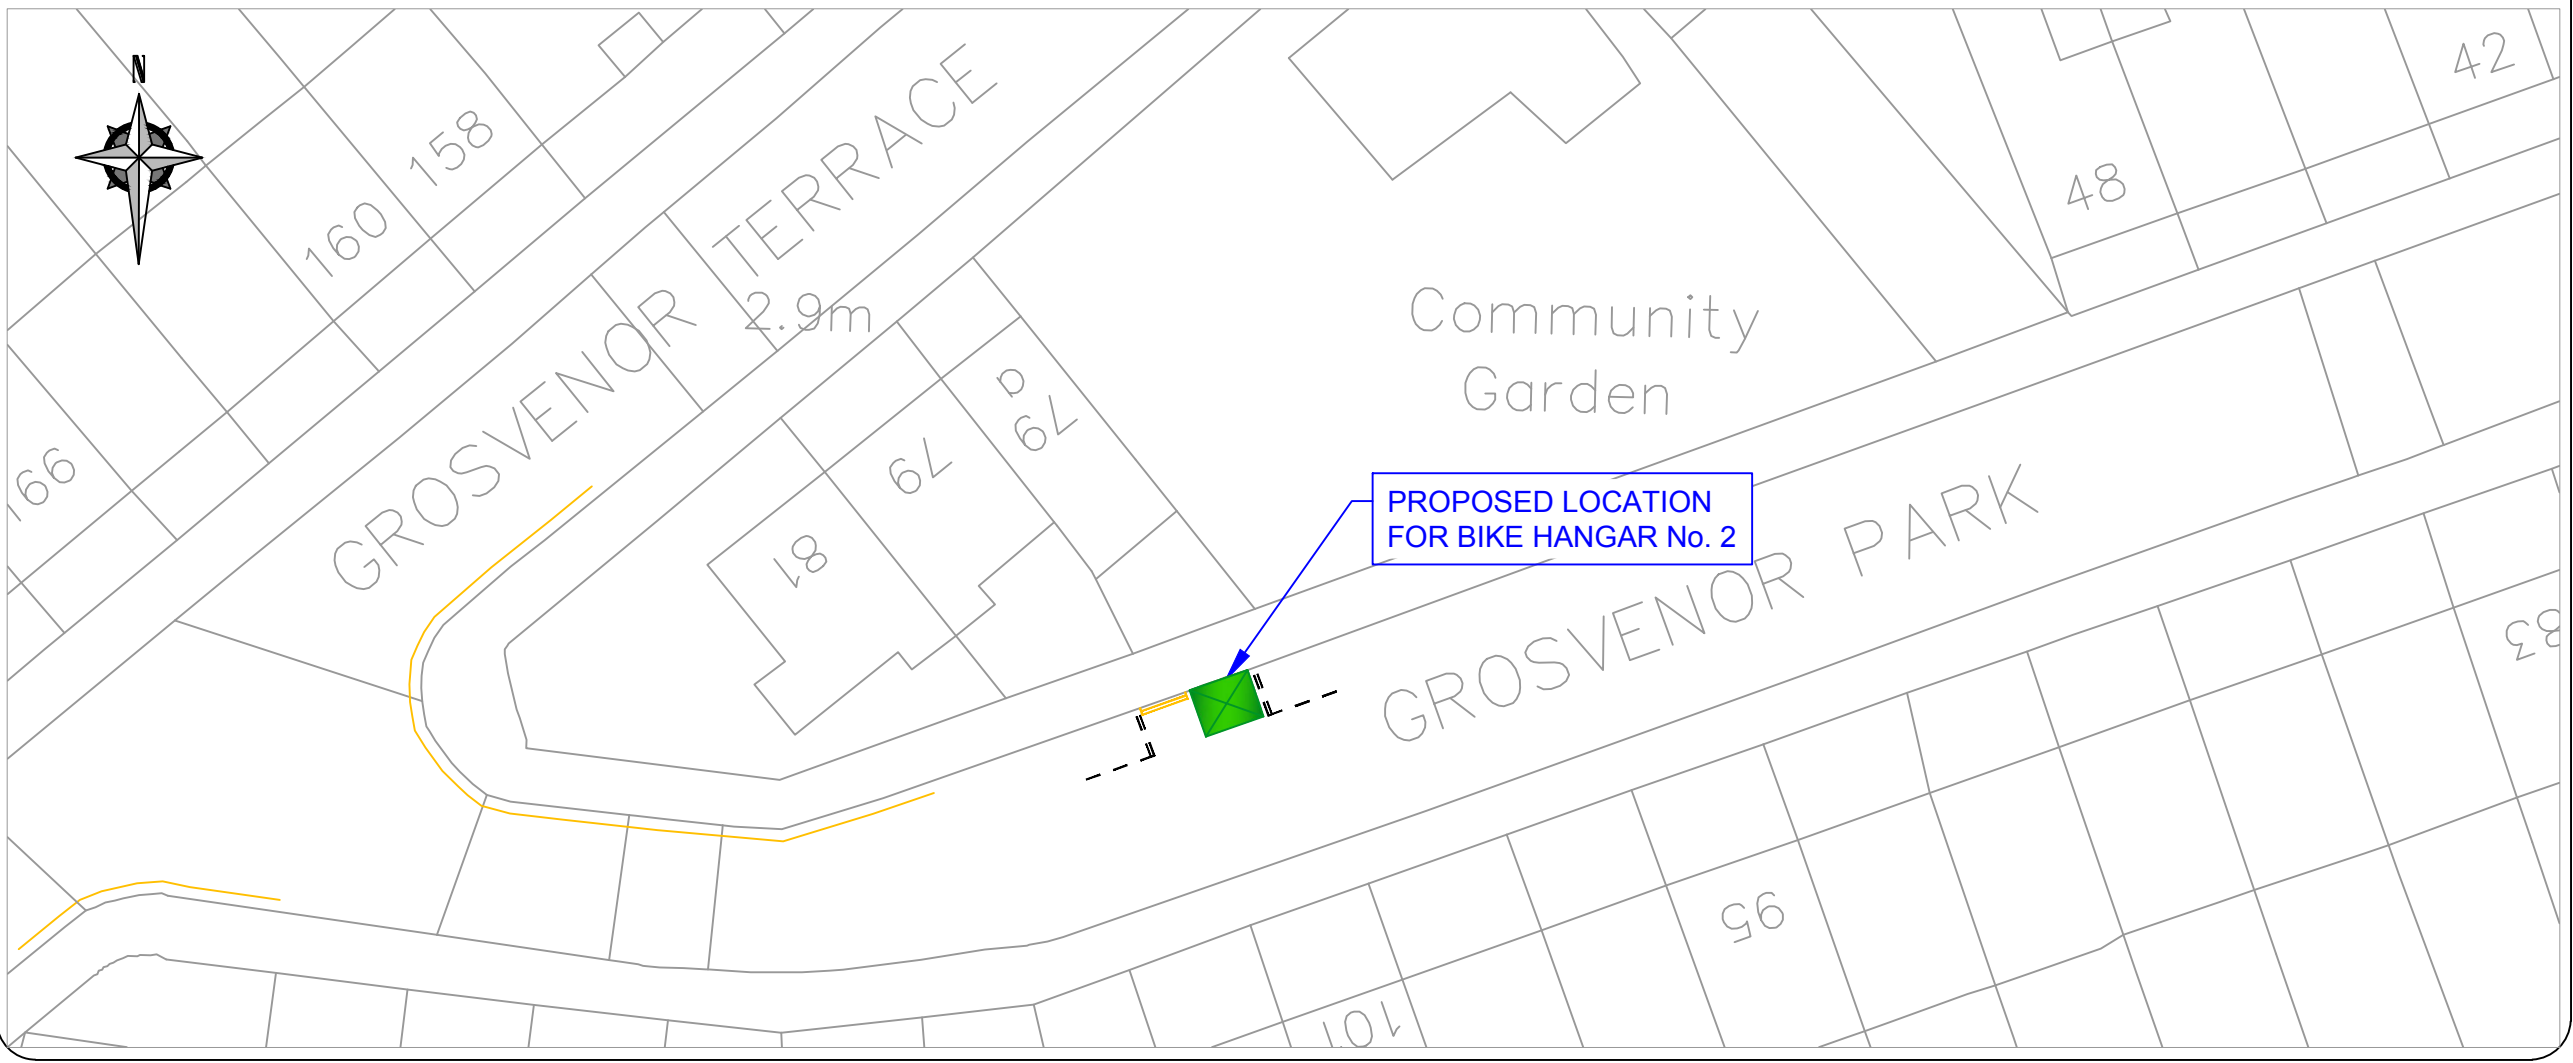 N
42
158
48
160
GROSVENOR TERRACE
2.9m
Community
Garden
79a
166
79
PROPOSED LOCATION
FOR BIKE HANGAR No. 2
81
GROSVENOR PARK
83
95
101